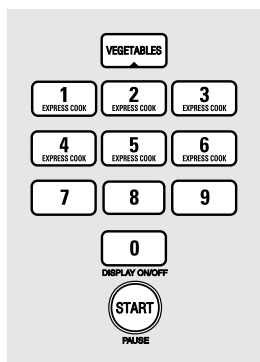 VEGETABLES
1 2 3
EXPRESS COOK EXPRESS COOK EXPRESS COOK
4 5 6
EXPRESS COOK EXPRESS COOK EXPRESS COOK
7 8 9
0
DISPLAY ON/OFF
START
PAUSE